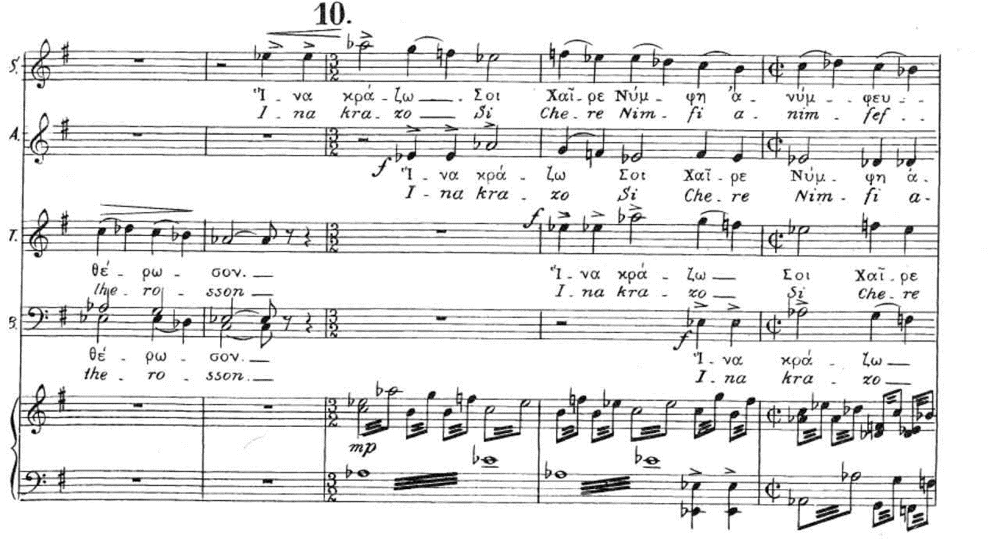 10.
S.
Ἵ - να κρά - ζω Σοι Χαῖ - ρε Νύμ - φη ἀ - νύμ - - φευ - -
I - na kra - zo Si Che - re Nim - fi a - nim - fef - -
A.
f
Ἵ - να κρά - ζω Σοι Χαῖ - ρε Νύμ - φη ἀ -
I - na kra - zo Si Che - re Nim - fi a -
T.
f
θέ - ρω - σον. Ἵ - να κρά - ζω Σοι Χαῖ - ρε
the - ro - sson I - na kra - zo Si Che - re
B.
f
θέ - ρω - σον. Ἵ - να κρά - ζω
the - ro - sson. I - na kra - zo
mp